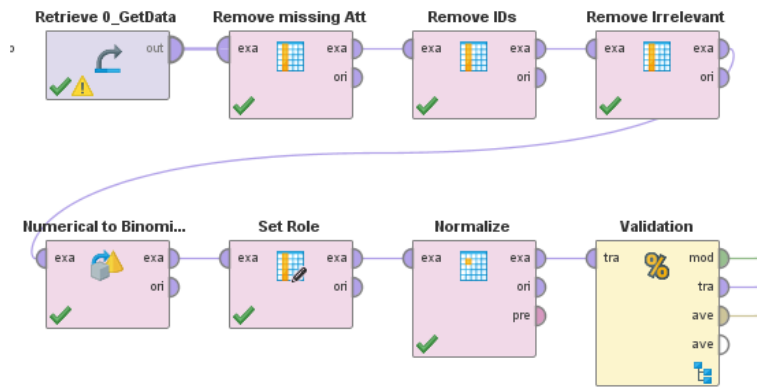 Retrieve 0_GetData Remove missing Att Remove IDs Remove Irrelevant
out exa exa exa exa exa exa
ori ori ori
Numerical to Binomi... Set Role Normalize Validation
exa exa exa exa exa exa tra mod
ori ori ori tra
pre ave
ave